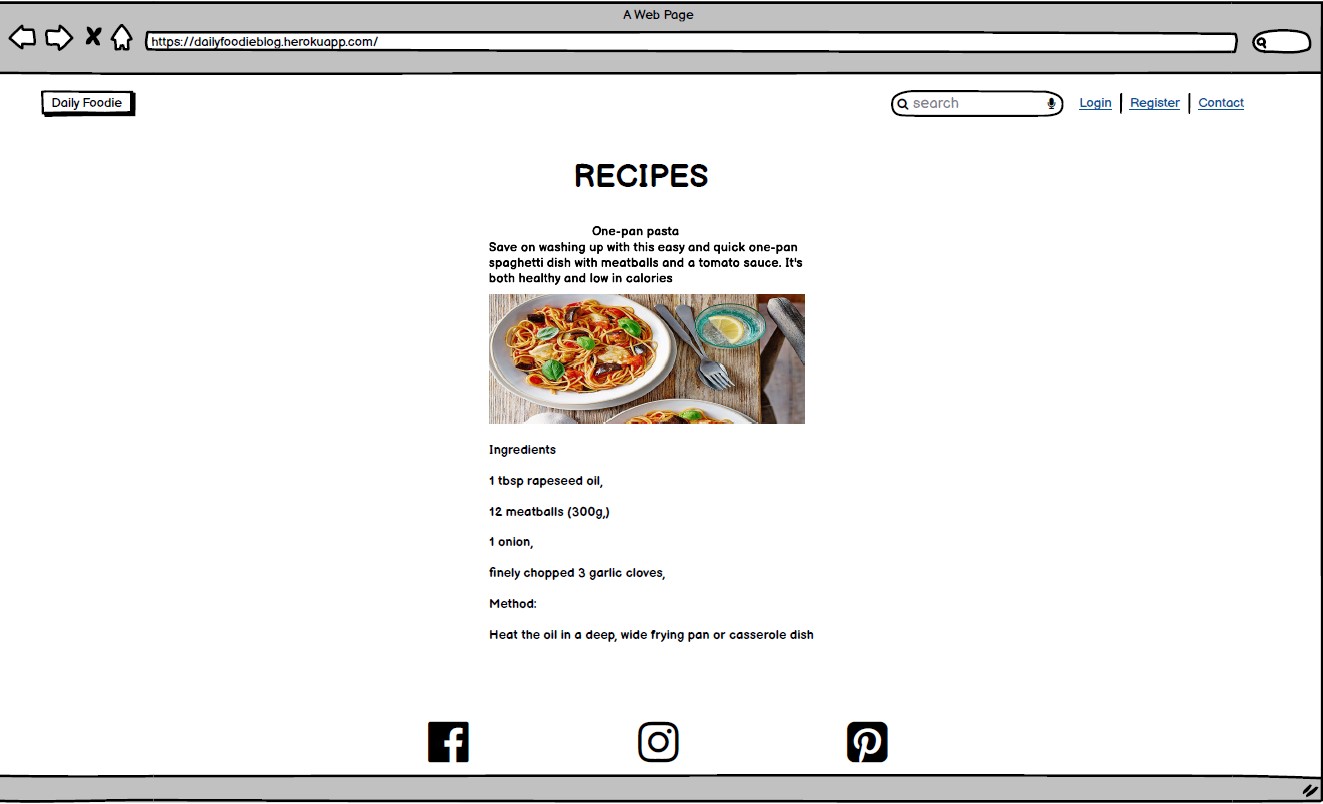 A Web Page
https://dailyfoodieblog.herokuapp.com/
Daily Foodie
search
Login
Register
Contact
RECIPES
One-pan pasta
Save on washing up with this easy and quick one-pan
spaghetti dish with meatballs and a tomato sauce. It's
both healthy and low in calories
Ingredients
1 tbsp rapeseed oil,
12 meatballs (300g,)
1 onion,
finely chopped 3 garlic cloves,
Method:
Heat the oil in a deep, wide frying pan or casserole dish